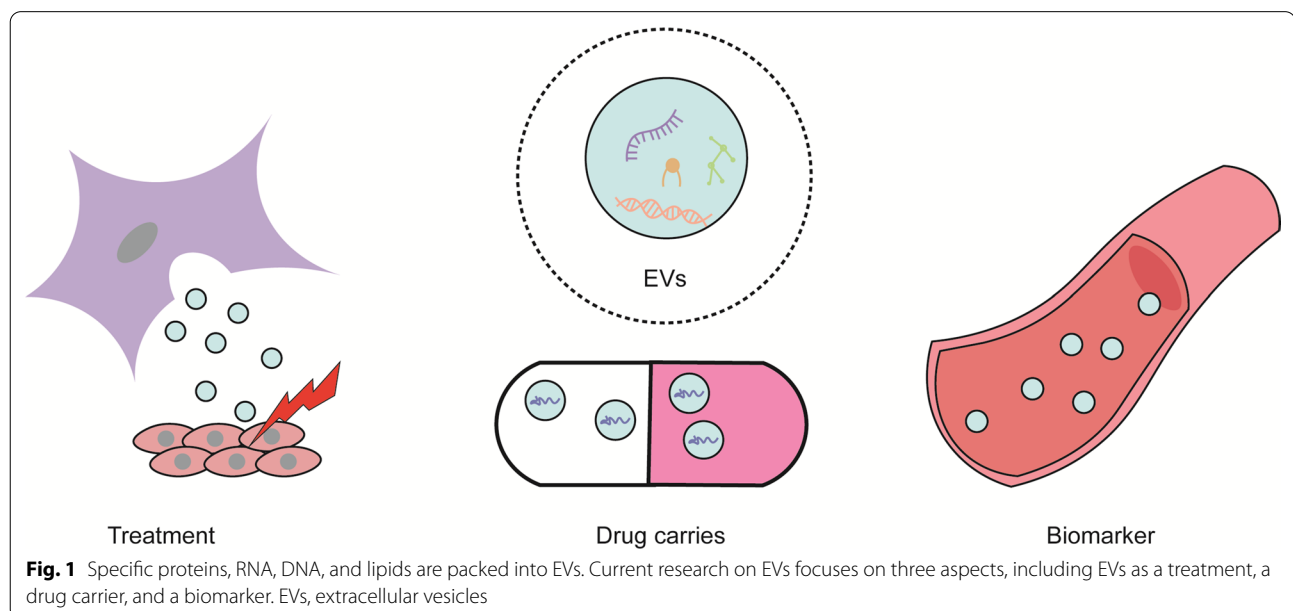 EVs
Treatment
Drug carries
Biomarker
Fig. 1 Specific proteins, RNA, DNA, and lipids are packed into EVs. Current research on EVs focuses on three aspects, including EVs as a treatment, a
drug carrier, and a biomarker. EVs, extracellular vesicles